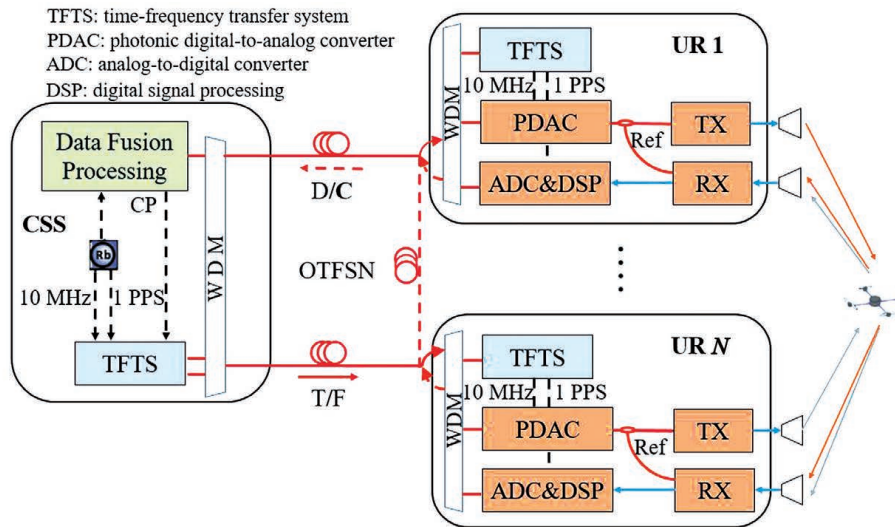 TFTS: time-frequency transfer system
PDAC: photonic digital-to-analog converter
ADC: analog-to-digital converter
DSP: digital signal processing
Data Fusion
Processing
CP
CSS
Rb
10 MHz
1 PPS
TFTS
WDM
D/C
OTFSN
T/F
UR 1
WDM
TFTS
10 MHz
1 PPS
PDAC
Ref
TX
ADC&DSP
RX
UR N
WDM
TFTS
10 MHz
1 PPS
PDAC
Ref
TX
ADC&DSP
RX